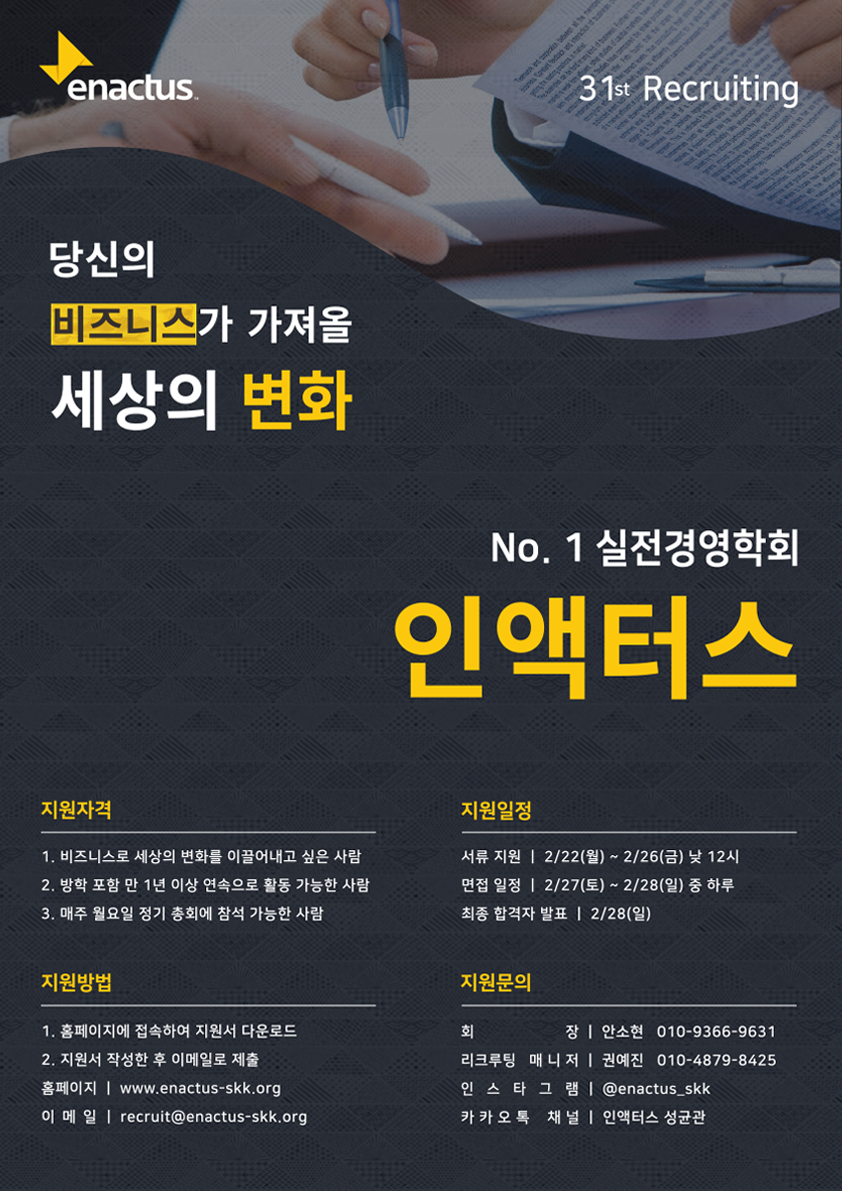 enactus
31st Recruiting
당신의
비즈니스가 가져올
세상의 변화
No. 1 실전경영학회
인액터스
지원자격
1. 비즈니스로 세상의 변화를 이끌어내고 싶은 사람
2. 방학 포함 만 1년 이상 연속으로 활동 가능한 사람
3. 매주 월요일 정기 총회에 참석 가능한 사람
지원일정
서류 지원 | 2/22(월) ~ 2/26(금) 낮 12시
면접 일정 | 2/27(토) ~ 2/28(일) 중 하루
최종 합격자 발표 | 2/28(일)
지원방법
1. 홈페이지에 접속하여 지원서 다운로드
2. 지원서 작성한 후 이메일로 제출
홈페이지 | www.enactus-skk.org
이 메 일 | recruit@enactus-skk.org
지원문의
회 장 | 안소현 010-9366-9631
리크루팅 매니저 | 권예진 010-4879-8425
인 스 타 그 램 | @enactus_skk
카카오톡 채널 | 인액터스 성균관